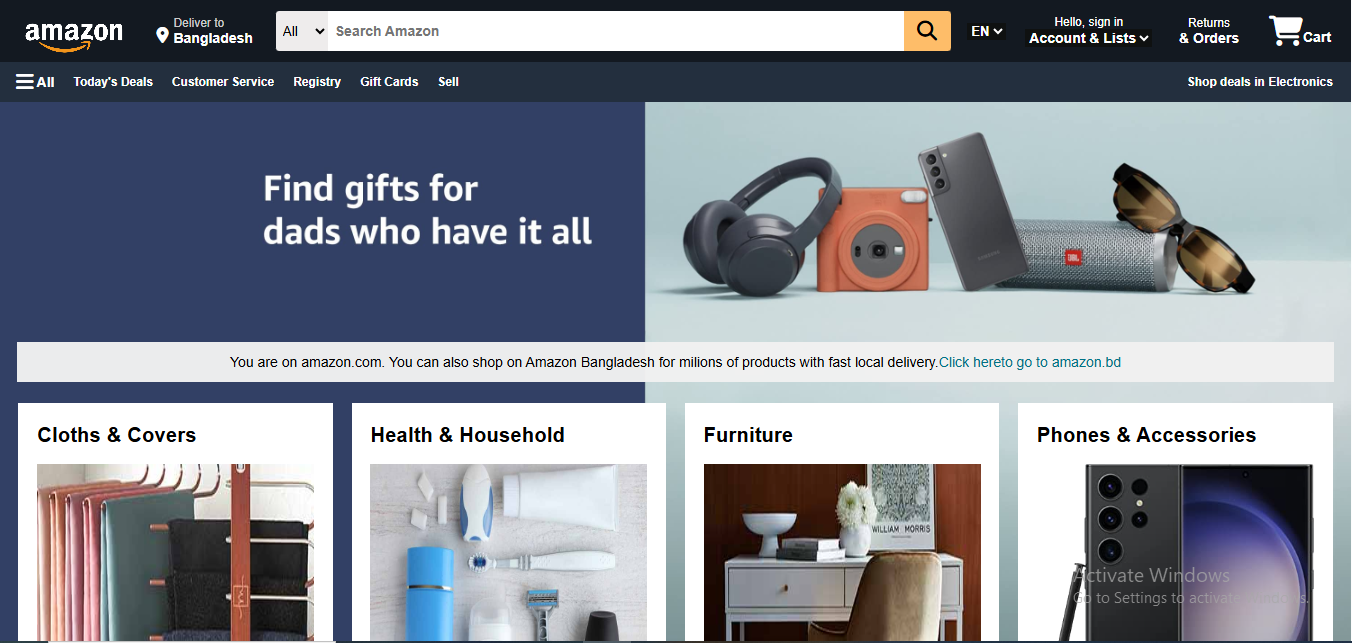 amazon
Deliver to
Bangladesh
All
Search Amazon
EN
Hello, sign in
Account & Lists
Returns
& Orders
Cart
All
Today's Deals
Customer Service
Registry
Gift Cards
Sell
Shop deals in Electronics
Find gifts for
dads who have it all
SAMSUNG
JBL
You are on amazon.com. You can also shop on Amazon Bangladesh for milions of products with fast local delivery.Click hereto go to amazon.bd
Cloths & Covers
Health & Household
Furniture
Phones & Accessories
WILLIAM MORRIS
Activate Windows
Go to Settings to activate Windows.